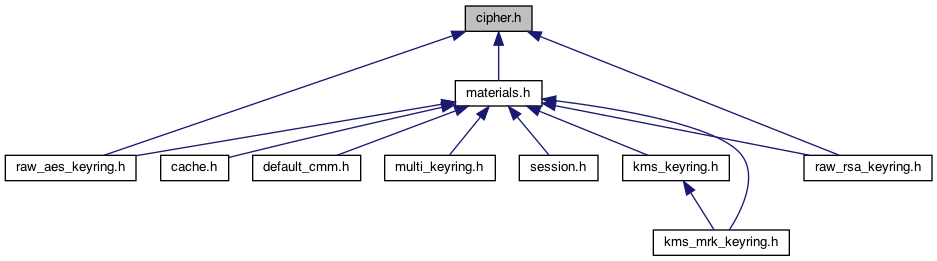 cipher.h
materials.h
raw_aes_keyring.h
cache.h
default_cmm.h
multi_keyring.h
session.h
kms_keyring.h
raw_rsa_keyring.h
kms_mrk_keyring.h